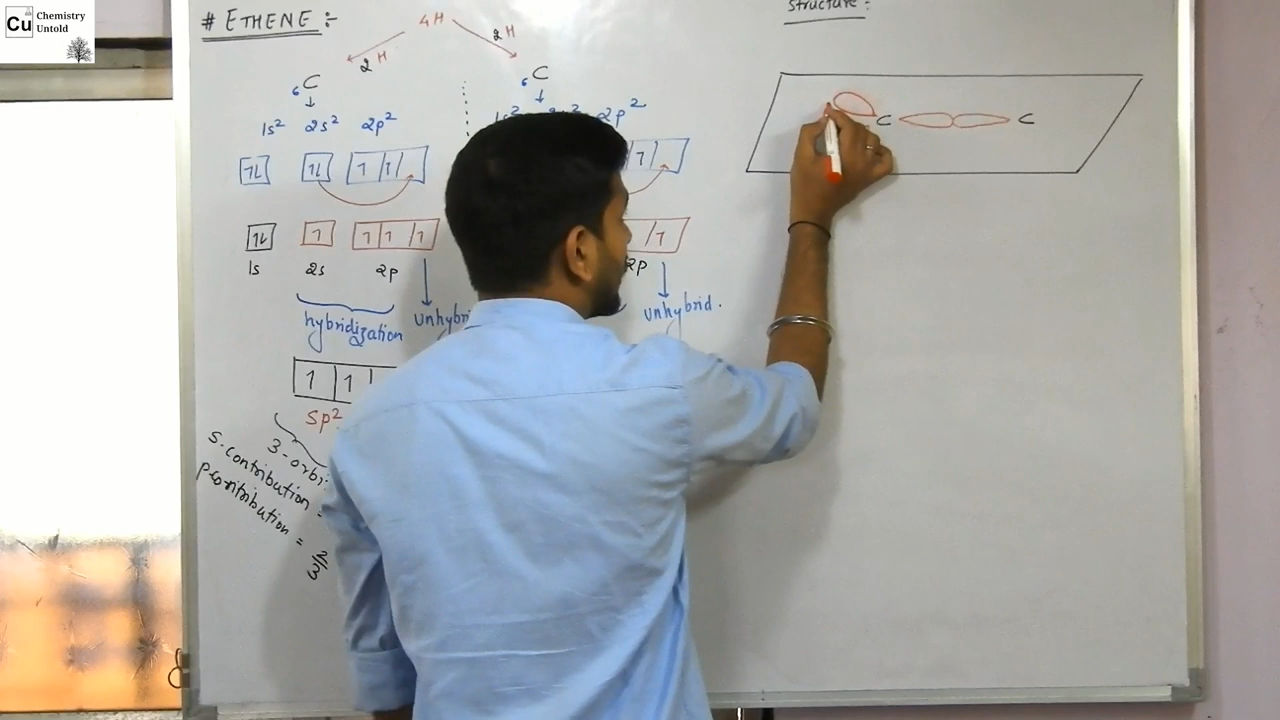 Cu Chemistry
Untold
# ETHENE :-
4H
2H
2H
structure :-
6C
6C
1s² 2s² 2p²
1s² 2p²
1s 2s 2p
2p
hybridization
unhybrid.
C C
sp²
3-orbi
s.contribution =
p contribution = 2/3